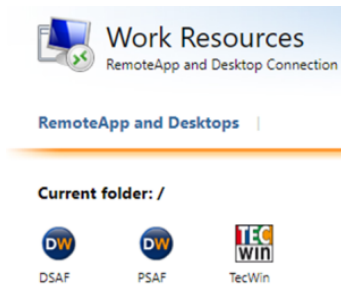 Work Resources
RemoteApp and Desktop Connection
RemoteApp and Desktops
Current folder: /
DW DW TEC
WIN
DSAF PSAF TecWin